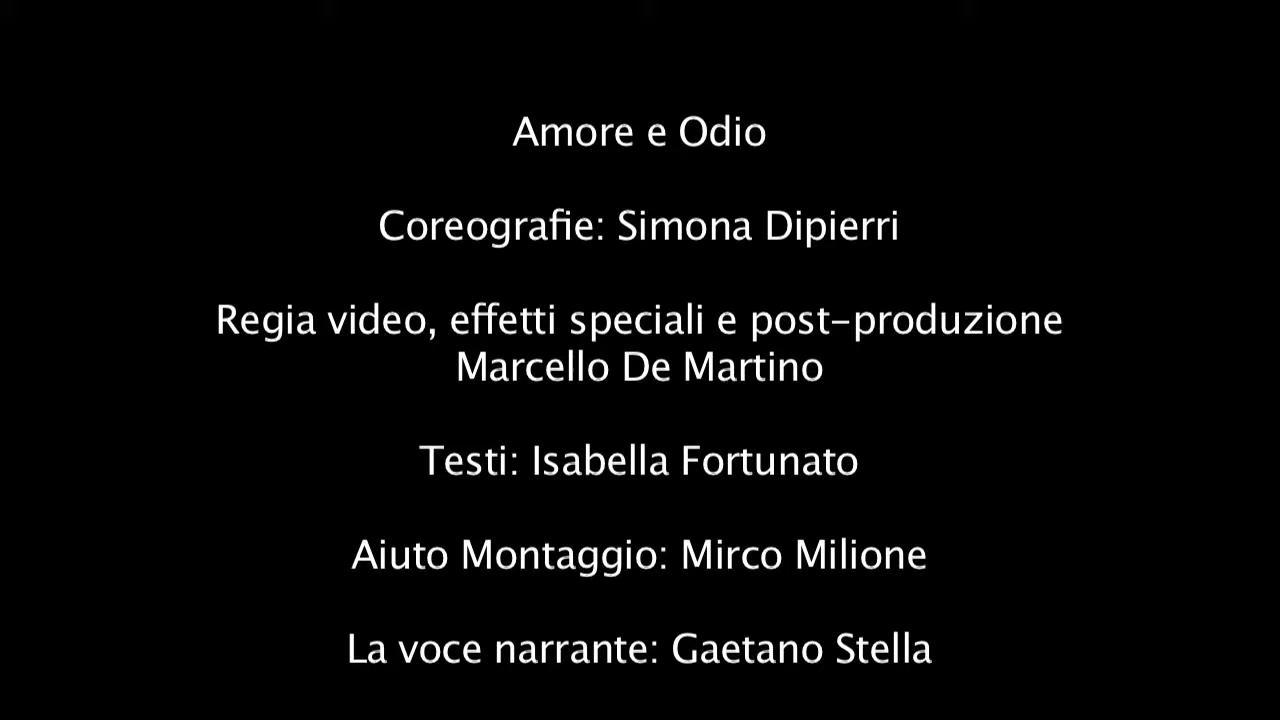 Amore e Odio
Coreografie: Simona Dipierri
Regia video, effetti speciali e post-produzione
Marcello De Martino
Testi: Isabella Fortunato
Aiuto Montaggio: Mirco Milione
La voce narrante: Gaetano Stella